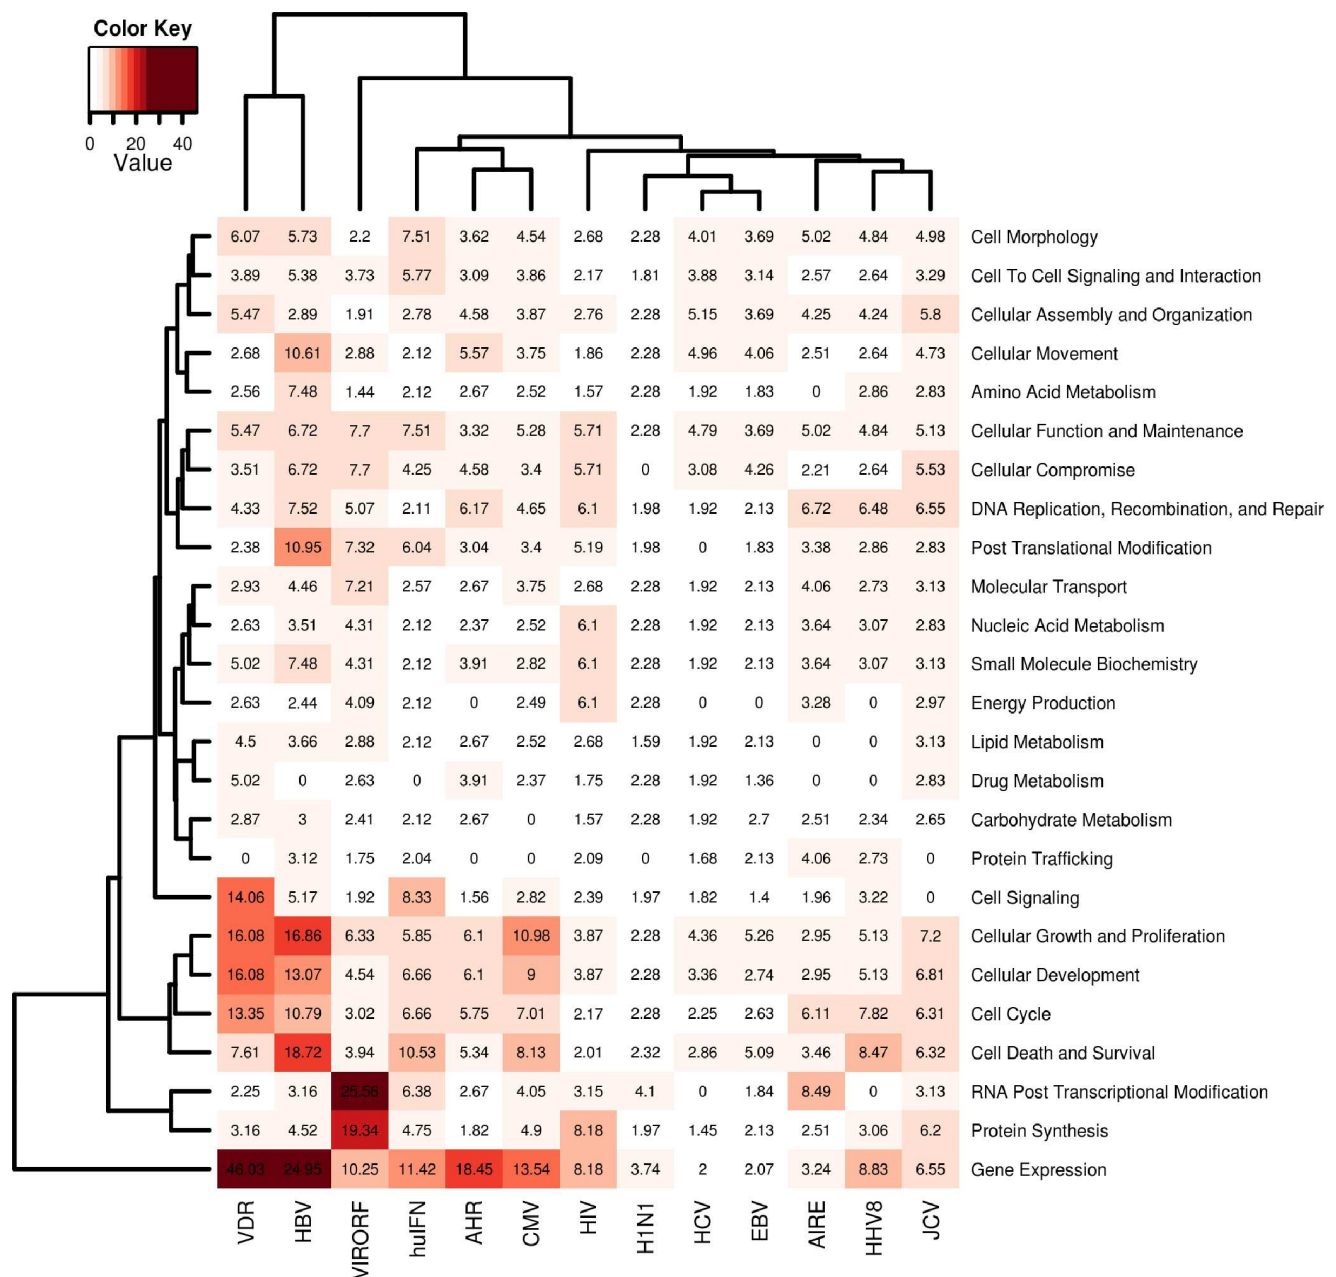 Color Key
0 20 40
Value
6.07 5.73 2.2 7.51 3.62 4.54 2.68 2.28 4.01 3.69 5.02 4.84 4.98 Cell Morphology
3.89 5.38 3.73 5.77 3.09 3.86 2.17 1.81 3.88 3.14 2.57 2.64 3.29 Cell To Cell Signaling and Interaction
5.47 2.89 1.91 2.78 4.58 3.87 2.76 2.28 5.15 3.69 4.25 4.24 5.8 Cellular Assembly and Organization
2.68 10.61 2.88 2.12 5.57 3.75 1.86 2.28 4.96 4.06 2.51 2.64 4.73 Cellular Movement
2.56 7.48 1.44 2.12 2.67 2.52 1.57 2.28 1.92 1.83 0 2.86 2.83 Amino Acid Metabolism
5.47 6.72 7.7 7.51 3.32 5.28 5.71 2.28 4.79 3.69 5.02 4.84 5.13 Cellular Function and Maintenance
3.51 6.72 7.7 4.25 4.58 3.4 5.71 0 3.08 4.26 2.21 2.64 5.53 Cellular Compromise
4.33 7.52 5.07 2.11 6.17 4.65 6.1 1.98 1.92 2.13 6.72 6.48 6.55 DNA Replication, Recombination, and Repair
2.38 10.95 7.32 6.04 3.04 3.4 5.19 1.98 0 1.83 3.38 2.86 2.83 Post Translational Modification
2.93 4.46 7.21 2.57 2.67 3.75 2.68 2.28 1.92 2.13 4.06 2.73 3.13 Molecular Transport
2.63 3.51 4.31 2.12 2.37 2.52 6.1 2.28 1.92 2.13 3.64 3.07 2.83 Nucleic Acid Metabolism
5.02 7.48 4.31 2.12 3.91 2.82 6.1 2.28 1.92 2.13 3.64 3.07 3.13 Small Molecule Biochemistry
2.63 2.44 4.09 2.12 0 2.49 6.1 2.28 0 0 3.28 0 2.97 Energy Production
4.5 3.66 2.88 2.12 2.67 2.52 2.68 1.59 1.92 2.13 0 0 3.13 Lipid Metabolism
5.02 0 2.63 0 3.91 2.37 1.75 2.28 1.92 1.36 0 0 2.83 Drug Metabolism
2.87 3 2.41 2.12 2.67 0 1.57 2.28 1.92 2.7 2.51 2.34 2.65 Carbohydrate Metabolism
0 3.12 1.75 2.04 0 0 2.09 0 1.68 2.13 4.06 2.73 0 Protein Trafficking
14.06 5.17 1.92 8.33 1.56 2.82 2.39 1.97 1.82 1.4 1.96 3.22 0 Cell Signaling
16.08 16.86 6.33 5.85 6.1 10.98 3.87 2.28 4.36 5.26 2.95 5.13 7.2 Cellular Growth and Proliferation
16.08 13.07 4.54 6.66 6.1 9 3.87 2.28 3.36 2.74 2.95 5.13 6.81 Cellular Development
13.35 10.79 3.02 6.66 5.75 7.01 2.17 2.28 2.25 2.63 6.11 7.82 6.31 Cell Cycle
7.61 18.72 3.94 10.53 5.34 8.13 2.01 2.32 2.86 5.09 3.46 8.47 6.32 Cell Death and Survival
2.25 3.16 25.56 6.38 2.67 4.05 3.15 4.1 0 1.84 8.49 0 3.13 RNA Post Transcriptional Modification
3.16 4.52 19.34 4.75 1.82 4.9 8.18 1.97 1.45 2.13 2.51 3.06 6.2 Protein Synthesis
46.03 24.95 10.25 11.42 18.45 13.54 8.18 3.74 2 2.07 3.24 8.83 6.55 Gene Expression
VDR HBV VIRORF huIFN AHR CMV HIV H1N1 HCV EBV AIRE HHV8 JCV